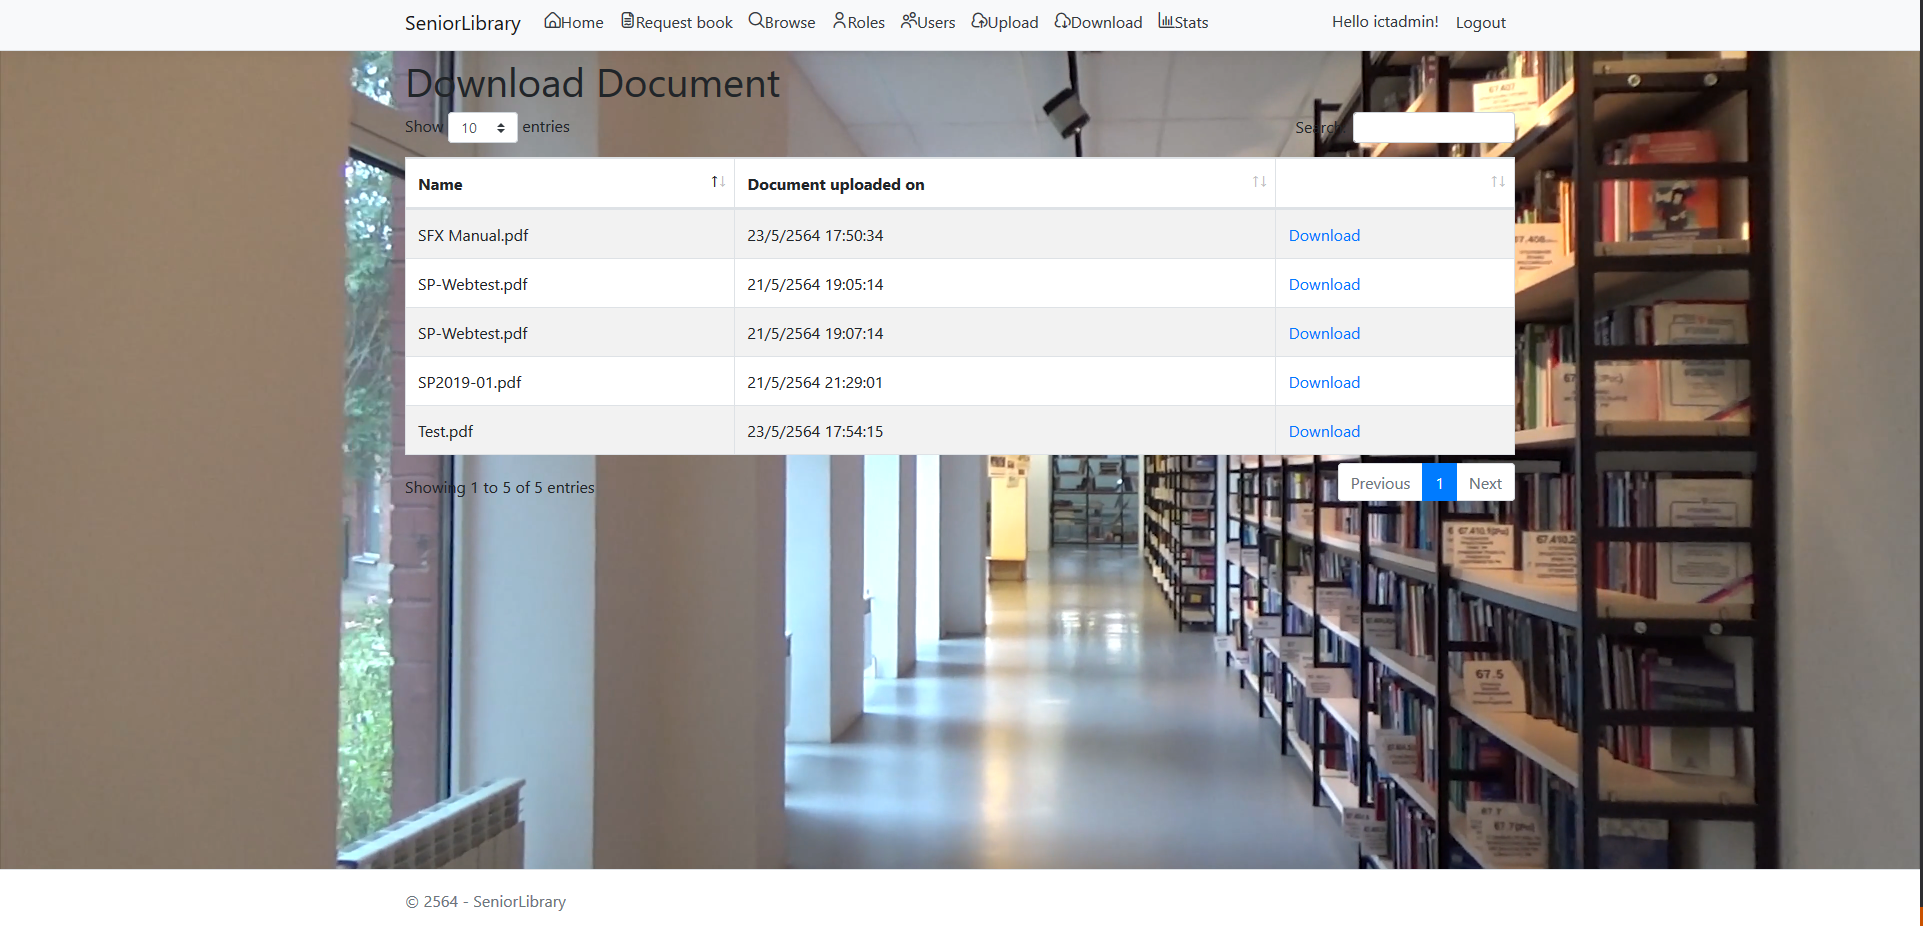 SeniorLibrary Home Request book Browse Roles Users Upload Download Stats Hello ictadmin! Logout
Download Document
Show 10 entries Search:
Name Document uploaded on
SFX Manual.pdf 23/5/2564 17:50:34 Download
SP-Webtest.pdf 21/5/2564 19:05:14 Download
SP-Webtest.pdf 21/5/2564 19:07:14 Download
SP2019-01.pdf 21/5/2564 21:29:01 Download
Test.pdf 23/5/2564 17:54:15 Download
Showing 1 to 5 of 5 entries Previous 1 Next
67.5
© 2564 - SeniorLibrary